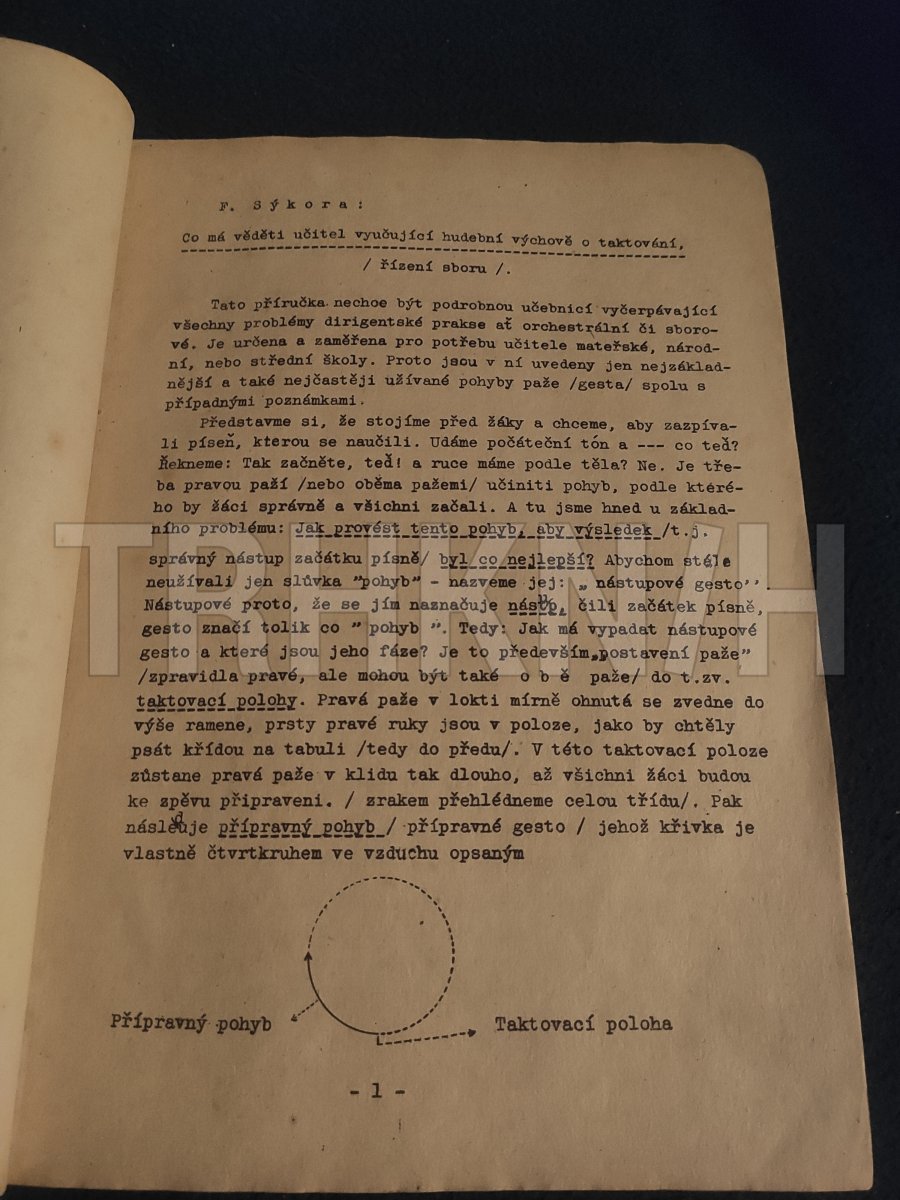 F. S ý k o r a :
Co má věděti učitel vyučující hudební výchově o taktování,
/ řízení sboru /.
Tato příručka nechce být podrobnou učebnicí vyčerpávající
všechny problémy dirigentské prakse ať orchestrální či sboro-
vé. Je určena a zaměřena pro potřebu učitele mateřské, národ-
ní, nebo střední školy. Proto jsou v ní uvedeny jen nejzáklad-
nější a také nejčastěji užívané pohyby paže /gesta/ spolu s
případnými poznámkami.
Představme si, že stojíme před žáky a chceme, aby zazpíva-
li píseň, kterou se naučili. Udáme počáteční tón a --- co teď?
Řekneme: Tak začněte, teď! a ruce máme podle těla? Ne. Je tře-
ba pravou paží /nebo oběma pažemi/ učiniti pohyb, podle které-
ho by žáci správně a všichni začali. A tu jsme hned u základ-
ního problému: Jak provést tento pohyb, aby výsledek /t.j.
správný nástup začátku písně/ byl co nejlepší? Abychom stále
neužívali jen slůvka "pohyb" - nazveme jej: „ nástupové gesto''.
Nástupové proto, že se jím naznačuje nástup, čili začátek písně,
gesto značí tolik co " pohyb ". Tedy: Jak má vypadat nástupové
gesto a které jsou jeho fáze? Je to především„postavení paže"
/zpravidla pravé, ale mohou být také o b ě paže/ do t.zv.
taktovací polohy. Pravá paže v lokti mírně ohnutá se zvedne do
výše ramene, prsty pravé ruky jsou v poloze, jako by chtěly
psát křídou na tabuli /tedy do předu/. V této taktovací poloze
zůstane pravá paže v klidu tak dlouho, až všichni žáci budou
ke zpěvu připraveni. / zrakem přehlédneme celou třídu/. Pak
následuje přípravný pohyb / přípravné gesto / jehož křivka je
vlastně čtvrtkruhem ve vzduchu opsaným
Přípravný pohyb
Taktovací poloha
- 1 -
TRHKNIH